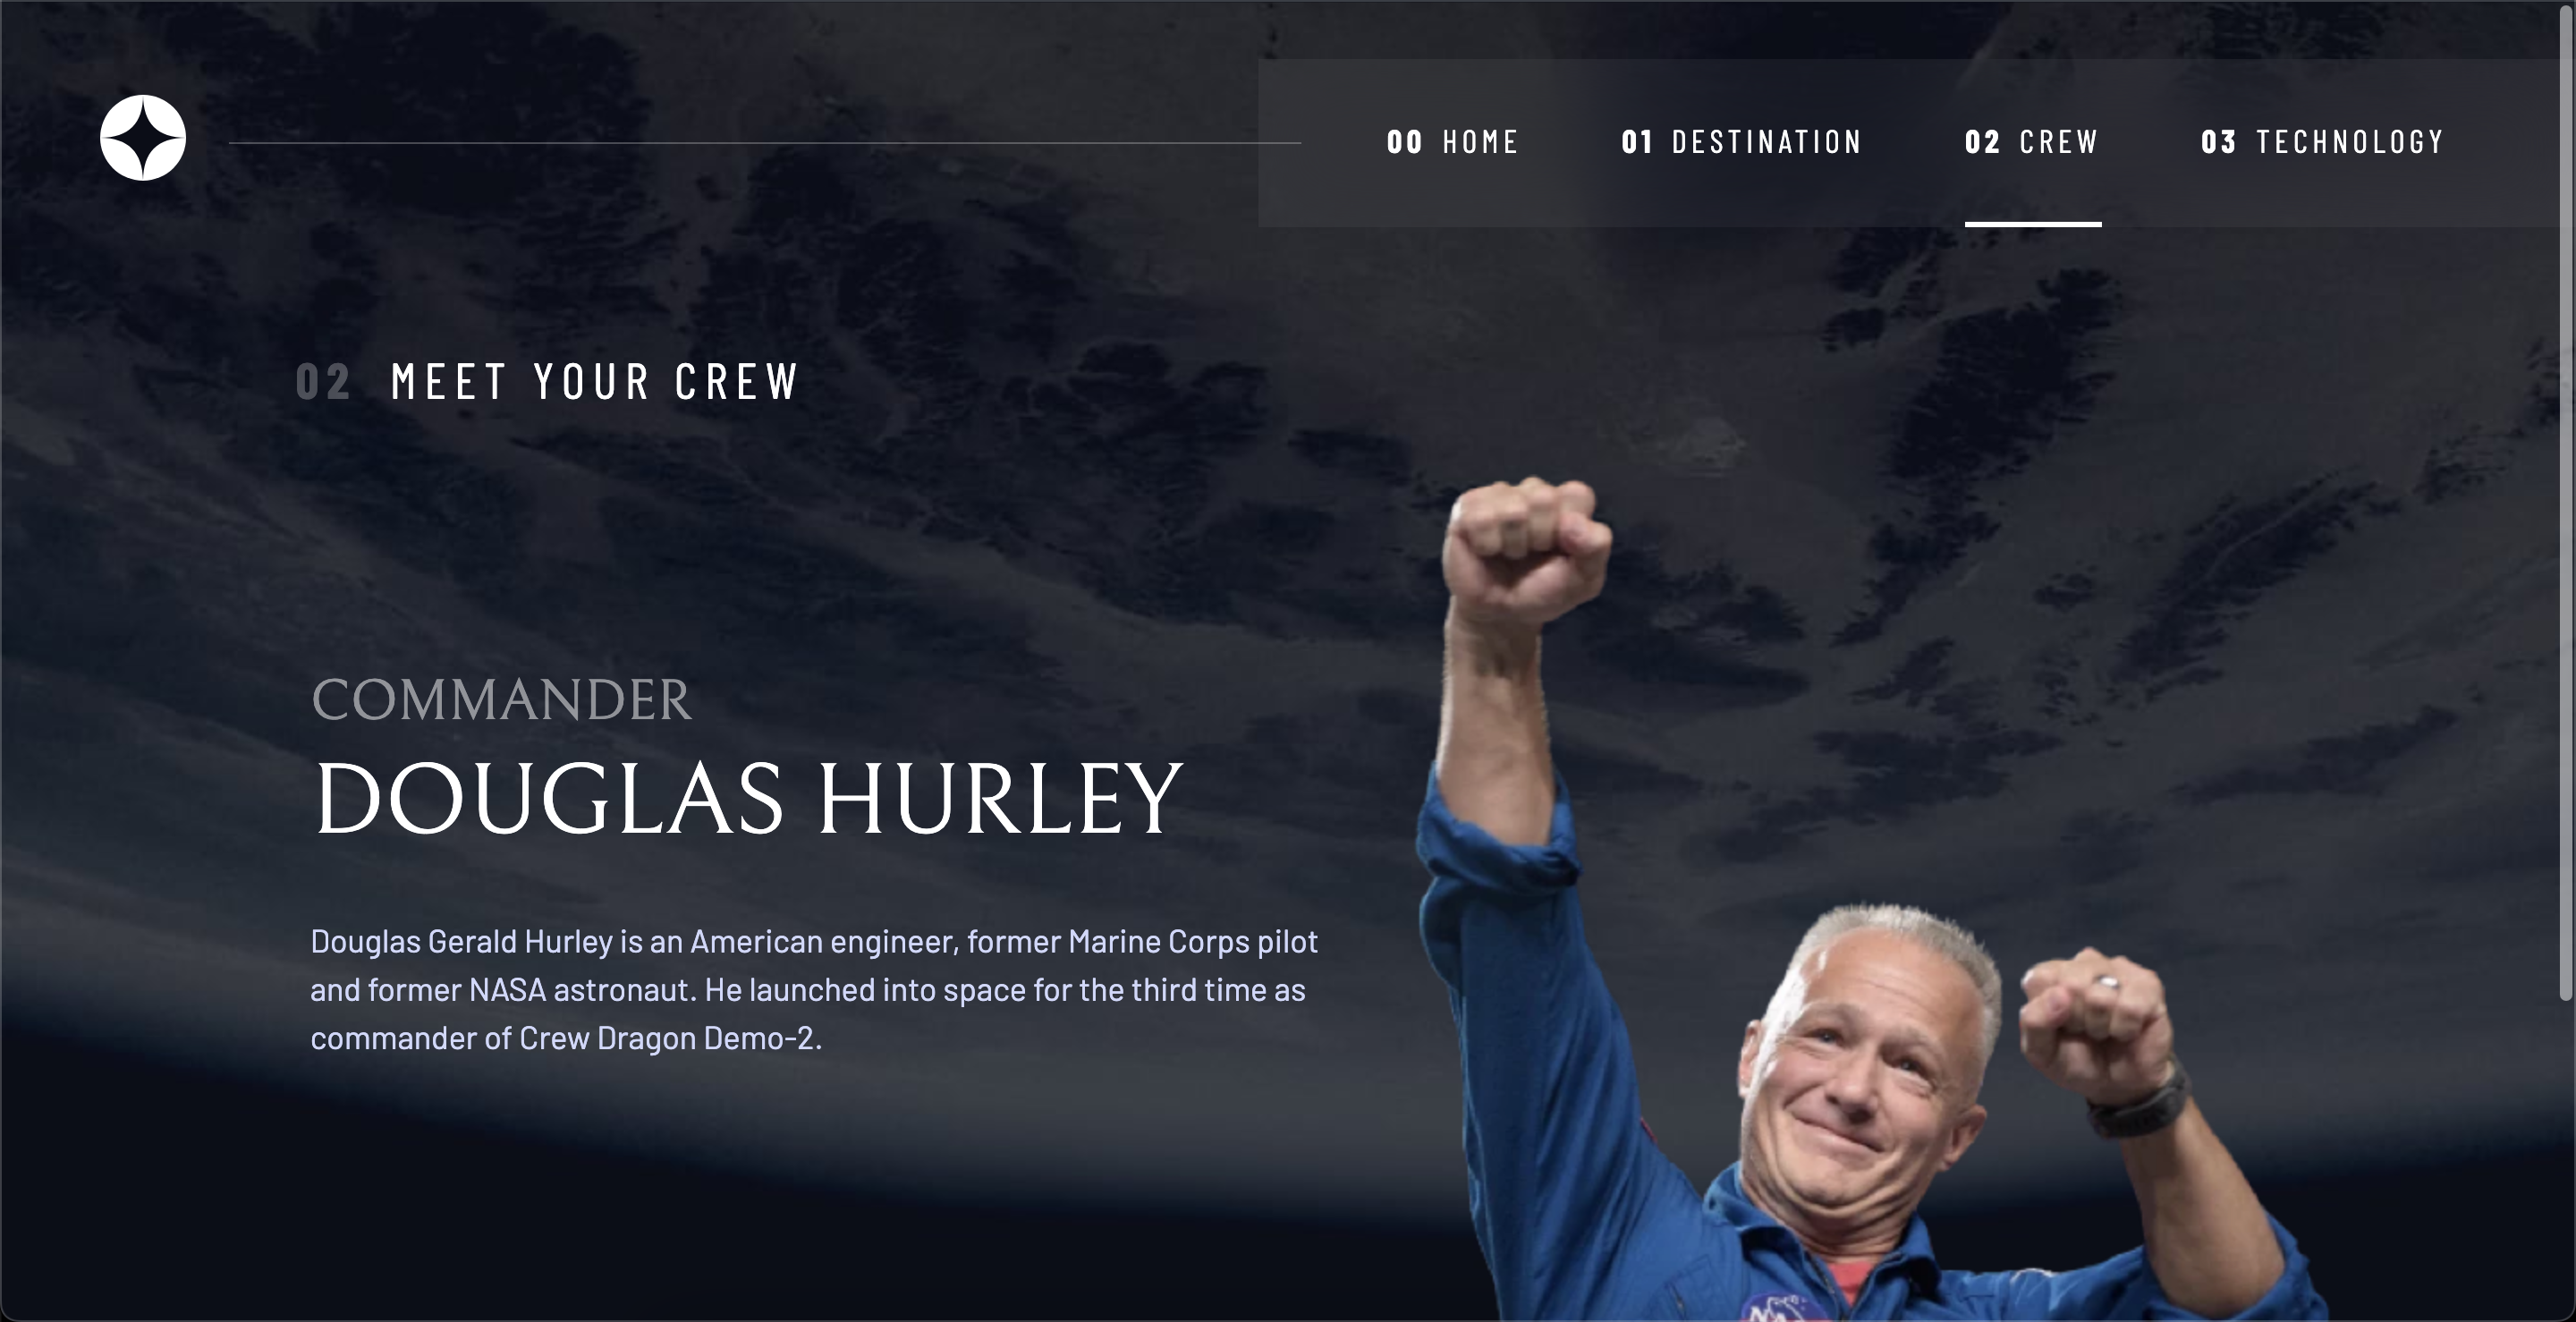 00 HOME 01 DESTINATION 02 CREW 03 TECHNOLOGY
02 MEET YOUR CREW
COMMANDER
DOUGLAS HURLEY
Douglas Gerald Hurley is an American engineer, former Marine Corps pilot
and former NASA astronaut. He launched into space for the third time as
commander of Crew Dragon Demo-2.